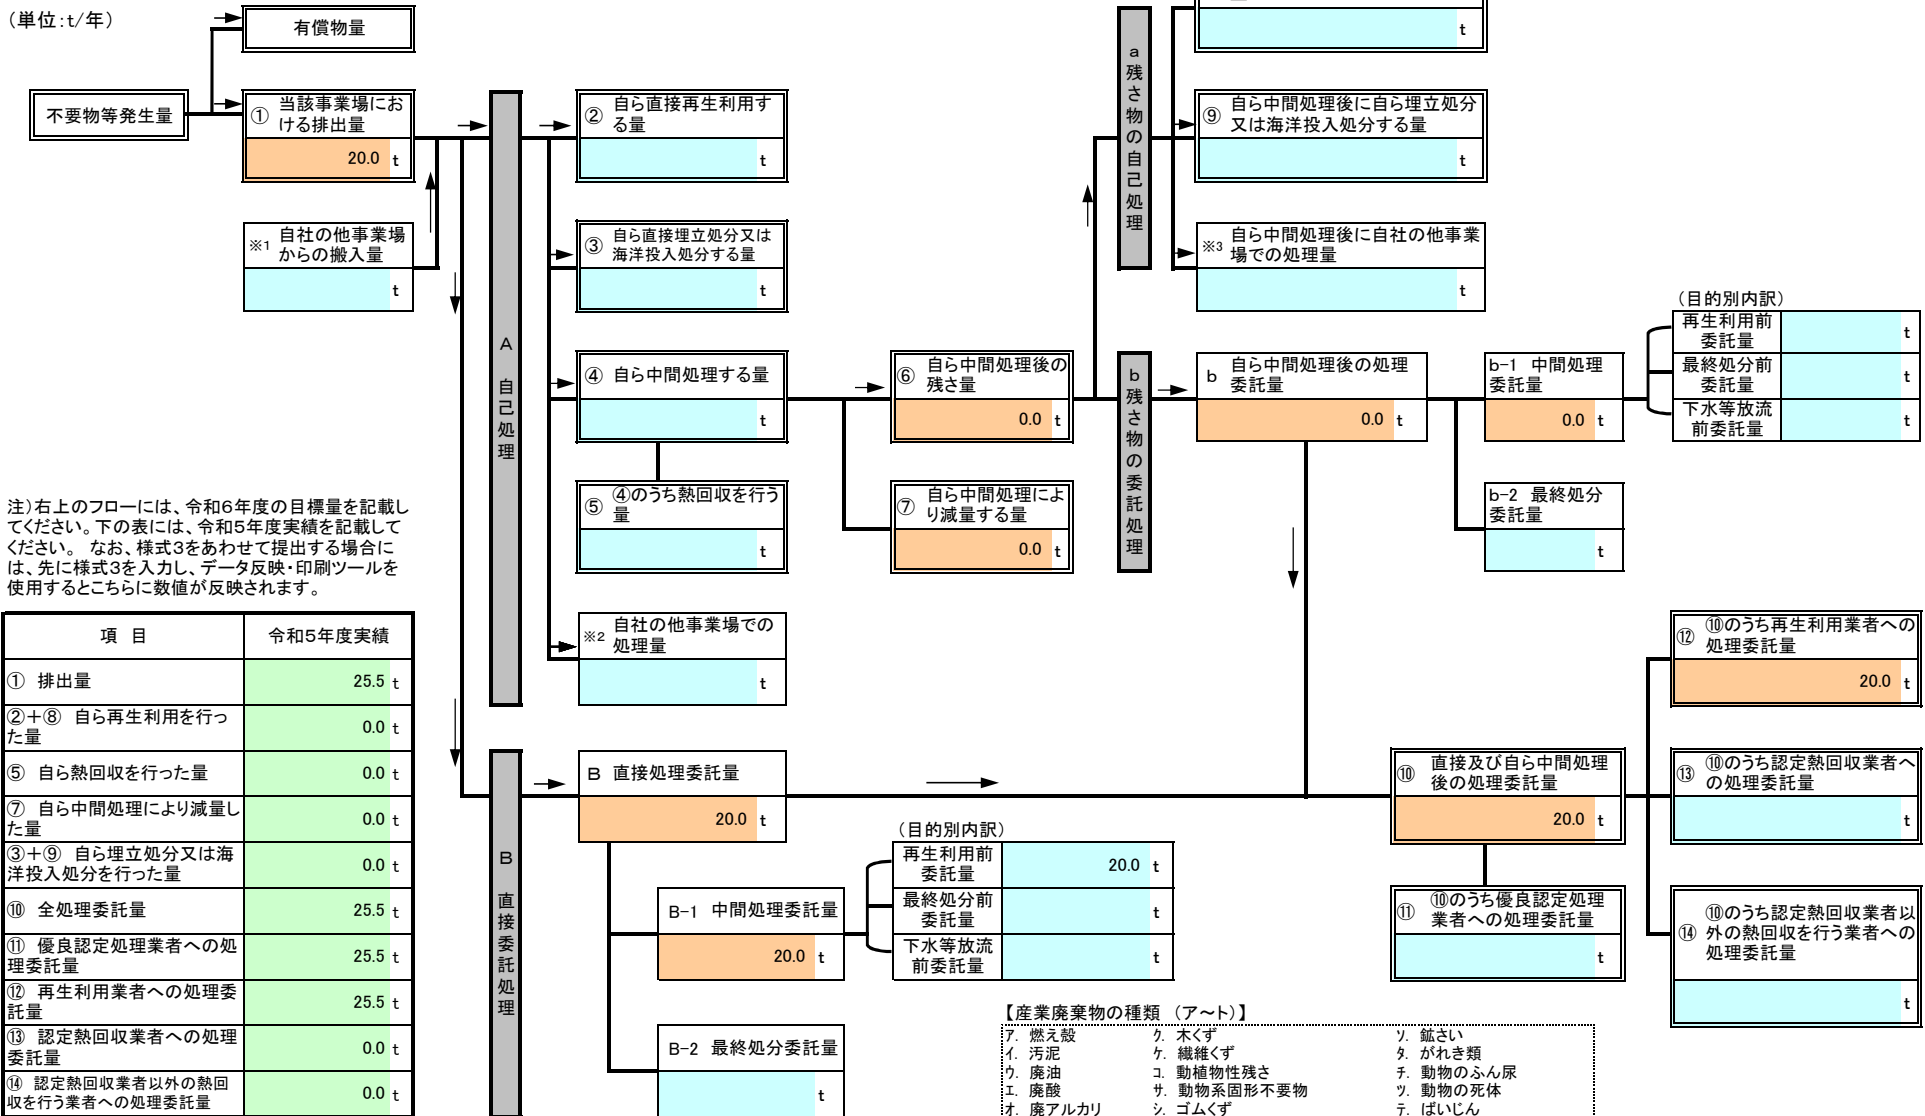 (単位:t/年)
有償物量
不要物等発生量
① 当該事業場にお
ける排出量
20.0 t
※1 自社の他事業場
からの搬入量
t
A 自己処理
② 自ら直接再生利用す
る量
t
③ 自ら直接埋立処分又は
海洋投入処分する量
t
④ 自ら中間処理する量
t
⑤ ④のうち熱回収を行う
量
t
※2 自社の他事業場での
処理量
t
⑥ 自ら中間処理後の
残さ量
0.0 t
⑦ 自ら中間処理によ
り減量する量
0.0 t
a 残さ物の自己処理
t
⑨ 自ら中間処理後に自ら埋立処分
又は海洋投入処分する量
t
※3 自ら中間処理後に自社の他事業
場での処理量
t
b 残さ物の委託処理
b 自ら中間処理後の処理
委託量
0.0 t
b-1 中間処理
委託量
0.0 t
b-2 最終処分
委託量
t
(目的別内訳)
再生利用前
委託量
t
最終処分前
委託量
t
下水等放流
前委託量
t
注)右上のフローには、令和6年度の目標量を記載し
てください。下の表には、令和5年度実績を記載して
ください。 なお、様式3をあわせて提出する場合に
は、先に様式3を入力し、データ反映・印刷ツールを
使用するとこちらに数値が反映されます。
項 目 令和5年度実績
① 排出量 25.5 t
②+⑧ 自ら再生利用を行っ
た量 0.0 t
⑤ 自ら熱回収を行った量 0.0 t
⑦ 自ら中間処理により減量し
た量 0.0 t
③+⑨ 自ら埋立処分又は海
洋投入処分を行った量 0.0 t
⑩ 全処理委託量 25.5 t
⑪ 優良認定処理業者への処
理委託量 25.5 t
⑫ 再生利用業者への処理委
託量 25.5 t
⑬ 認定熱回収業者への処理
委託量 0.0 t
⑭ 認定熱回収業者以外の熱回
収を行う業者への処理委託量 0.0 t
B 直接委託処理
B 直接処理委託量
20.0 t
B-1 中間処理委託量
20.0 t
B-2 最終処分委託量
t
(目的別内訳)
再生利用前
委託量
20.0 t
最終処分前
委託量
t
下水等放流
前委託量
t
⑩ 直接及び自ら中間処理
後の処理委託量
20.0 t
⑪ ⑩のうち優良認定処理
業者への処理委託量
t
⑫ ⑩のうち再生利用業者への
処理委託量
20.0 t
⑬ ⑩のうち認定熱回収業者へ
の処理委託量
t
⑭ ⑩のうち認定熱回収業者以
外の熱回収を行う業者への
処理委託量
t
【産業廃棄物の種類 (ア~ト)】
ア. 燃え殻 ク. 木くず ソ. 鉱さい
イ. 汚泥 ケ. 繊維くず タ. がれき類
ウ. 廃油 コ. 動植物性残さ チ. 動物のふん尿
エ. 廃酸 サ. 動物系固形不要物 ツ. 動物の死体
オ. 廃アルカリ シ. ゴムくず テ. ばいじん